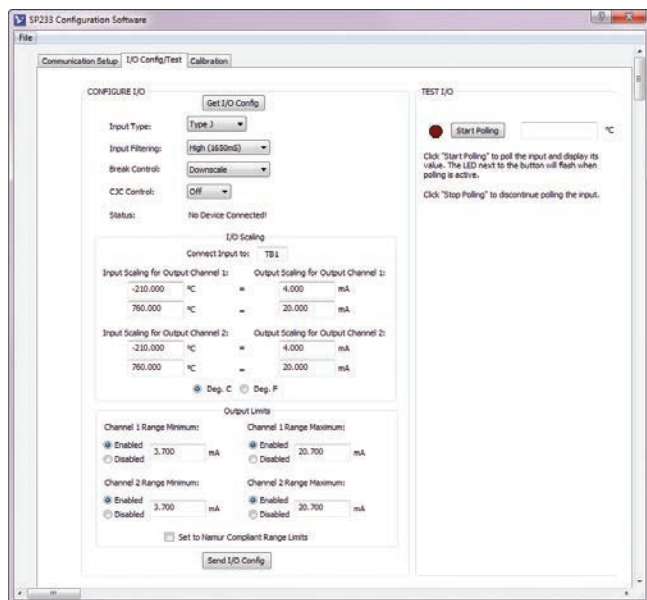 SP233 Configuration Software
File
Communication Setup I/O Config/Test Calibration
CONFIGURE I/O
Get I/O Config
Input Type: Type J
Input Filtering: High (1650mS)
Break Control: Downscale
CJC Control: Off
Status: No Device Connected!
I/O Scaling
Connect Input to: TB1
Input Scaling for Output Channel 1: Output Scaling for Output Channel 1:
-210.000 ºC = 4.000 mA
760.000 ºC = 20.000 mA
Input Scaling for Output Channel 2: Output Scaling for Output Channel 2:
-210.000 ºC = 4.000 mA
760.000 ºC = 20.000 mA
Deg. C Deg. F
Output Limits
Channel 1 Range Minimum: Channel 1 Range Maximum:
Enabled 3.700 mA Enabled 20.700 mA
Disabled Disabled
Channel 2 Range Minimum: Channel 2 Range Maximum:
Enabled 3.700 mA Enabled 20.700 mA
Disabled Disabled
Set to Namur Compliant Range Limits
Send I/O Config
TEST I/O
Start Polling ºC
Click "Start Polling" to poll the input and display its
value. The LED next to the button will flash when
polling is active.
Click "Stop Polling" to discontinue polling the input.